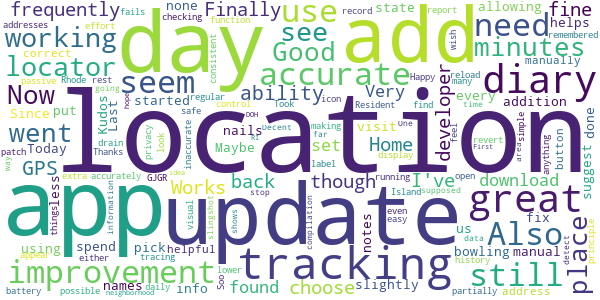 frequently
Finally
use
day
add
see
Good
need
fine
working
locator
accurate
minutes
diary
Now
seem
ability
developer
went
location
app
update
GPS
Today
Works
I've
back
though
download
Home
visit
set
Maybe
nails
great
Also
place
still
tracking
improvement
found
choose
slightly
using
spend
pick
helpful
names
info
notes
bowling
manual
address
suggest
done
button
fix
us
manually
every
addition
allowing
state
helps
none
checking
record
report
wish
remembered
addresses
effort
fails
function
consistent
correct
passive
Rhode
rest
going
icon
many
reload
Happy
revert
First
find
time
regular
control
Took
Resident
OOH
Decent
One
feel
simple
area
anything
open
label
display
running
even
easy
Island
supposed
data
history
partially
detect
principle
Kudos
Last
put
started
Since
patch
drain
Thanks
hope
safe
making
far
inaccurate
privacy
look
GJGR
less
things
extra
accurately
information
way
either
tracing
battery
possible
daily
neighborhood
appear
idea
visual
shows
stop
lower
Soo
slingshot
compilation